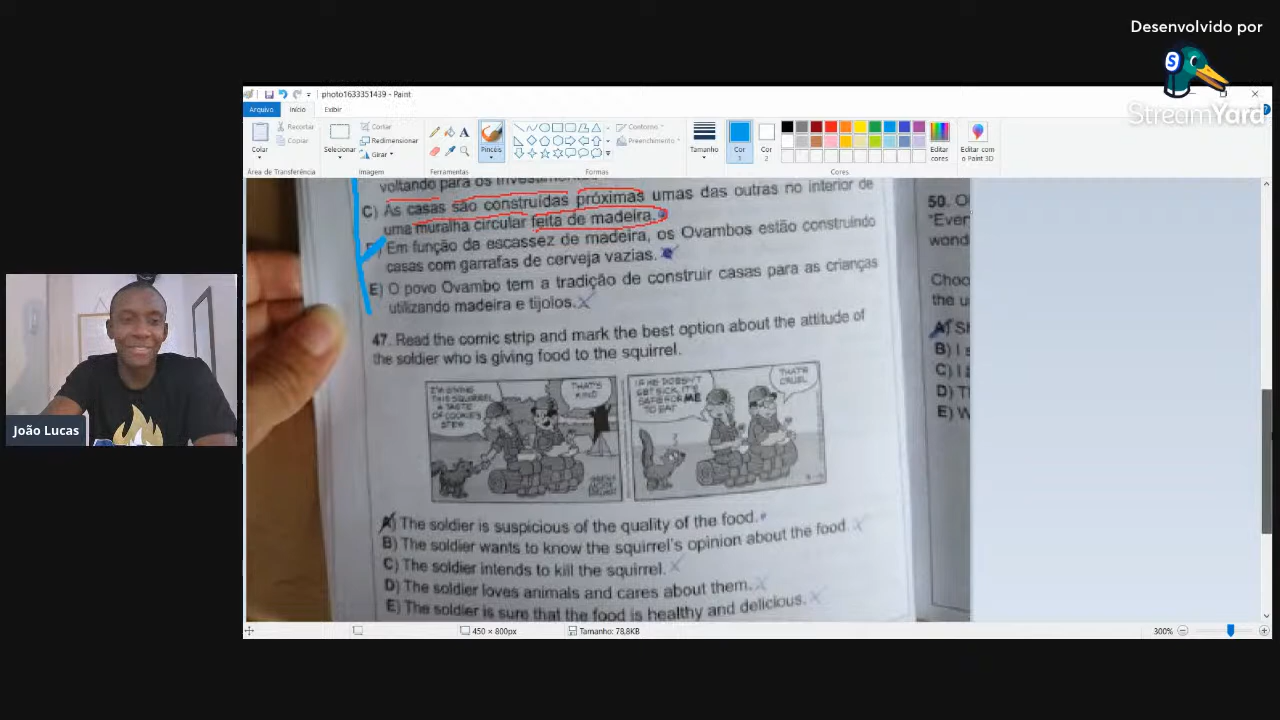 Desenvolvido por
S
StreamYard
photo1633351439 - Paint
Arquivo
Início
Exibir
Colar
Recortar
Copiar
Área de Transferência
Selecionar
Cortar
Redimensionar
Girar
Imagem
A
Ferramentas
Pincéis
Contorno
Preenchimento
Formas
Tamanho
Cor
1
Cor
2
Editar
cores
Cores
Editar com
o Paint 3D
voltando para os
C) As casas são construídas próximas umas das outras no interior de
uma muralha circular feita de madeira.
Em função da escassez de madeira, os Ovambos estão construindo
casas com garrafas de cerveja vazias.
E) O povo Ovambo tem a tradição de construir casas para as crianças
utilizando madeira e tijolos.
47. Read the comic strip and mark the best option about the attitude of
the soldier who is giving food to the squirrel.
I'M GIVING
THIS SQUIRREL
A TASTE
OF COOKIE'S
STEW
THAT'S
KIND
IF HE DOESN'T
GET SICK, IT'S
SAFE FOR ME
TO EAT
THAT'S
CRUEL
?
A) The soldier is suspicious of the quality of the food.
B) The soldier wants to know the squirrel's opinion about the food.
C) The soldier intends to kill the squirrel.
D) The soldier loves animals and cares about them.
E) The soldier is sure that the food is healthy and delicious.
50. O
"Ever
wond
Choo
the u
A) S
B) I s
C) I
D) T
E) W
João Lucas
450 × 800px
Tamanho: 78,8KB
300%